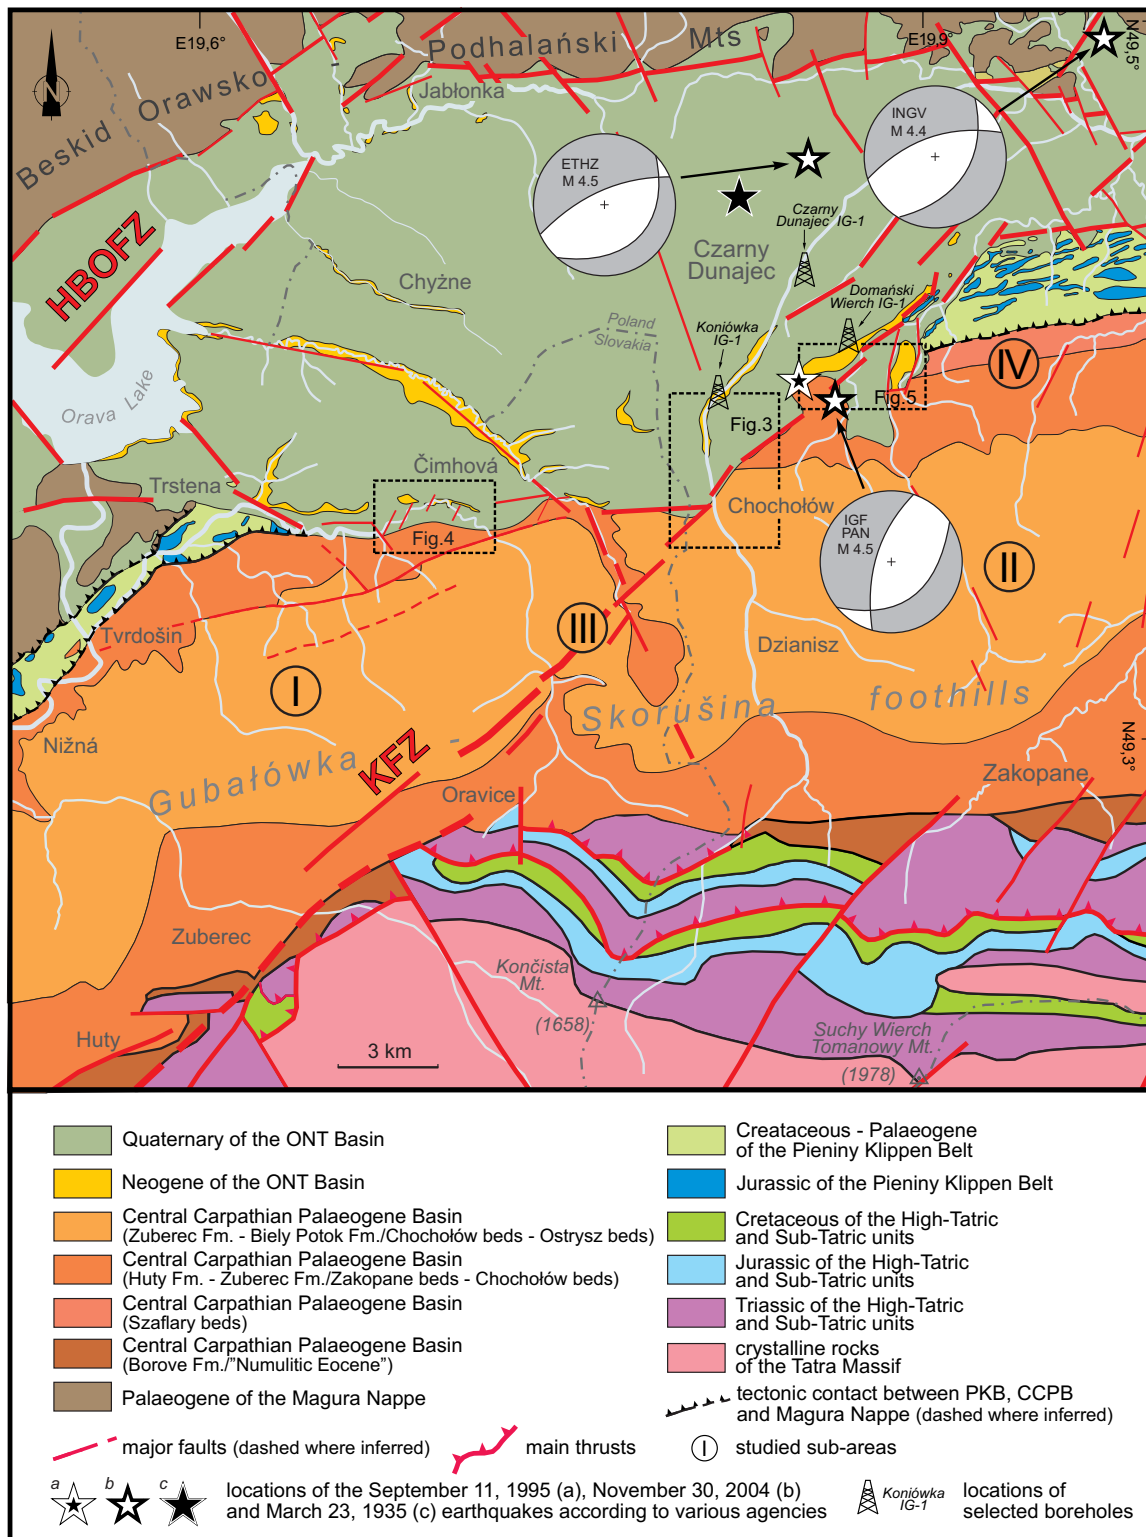 E19,6°
Podhalański Mts
E19,9°
N49,5°
Beskid Orawsko
Jabłonka
N
INGV
M 4.4
ETHZ
M 4.5
HBOFZ
Czarny
Dunajec IG-1
Czarny
Dunajec
Chyżne
Domański
Wierch IG-1
Poland
Slovakia
Koniówka
IG-1
Orava Lake
IV
Fig.5
Fig.3
Čimhová
Trstena
Chochołów
Fig.4
IGF
PAN
M 4.5
II
III
Tvrdošin
Dzianisz
I
Skorušina foothills
Nižná
N49,3°
KFZ
Gubałówka -
Zakopane
Oravice
Zuberec
Končista
Mt.
(1658)
Huty
Suchy Wierch
Tomanowy Mt.
(1978)
3 km
Quaternary of the ONT Basin
Neogene of the ONT Basin
Central Carpathian Palaeogene Basin
(Zuberec Fm. - Biely Potok Fm./Chochołów beds - Ostrysz beds)
Central Carpathian Palaeogene Basin
(Huty Fm. - Zuberec Fm./Zakopane beds - Chochołów beds)
Central Carpathian Palaeogene Basin
(Szaflary beds)
Central Carpathian Palaeogene Basin
(Borove Fm./"Numulitic Eocene")
Palaeogene of the Magura Nappe
Creataceous - Palaeogene
of the Pieniny Klippen Belt
Jurassic of the Pieniny Klippen Belt
Cretaceous of the High-Tatric
and Sub-Tatric units
Jurassic of the High-Tatric
and Sub-Tatric units
Triassic of the High-Tatric
and Sub-Tatric units
crystalline rocks
of the Tatra Massif
tectonic contact between PKB, CCPB
and Magura Nappe (dashed where inferred)
major faults (dashed where inferred)
main thrusts
I
studied sub-areas
a
b
c
locations of the September 11, 1995 (a), November 30, 2004 (b)
and March 23, 1935 (c) earthquakes according to various agencies
Koniówka
IG-1
locations of
selected boreholes